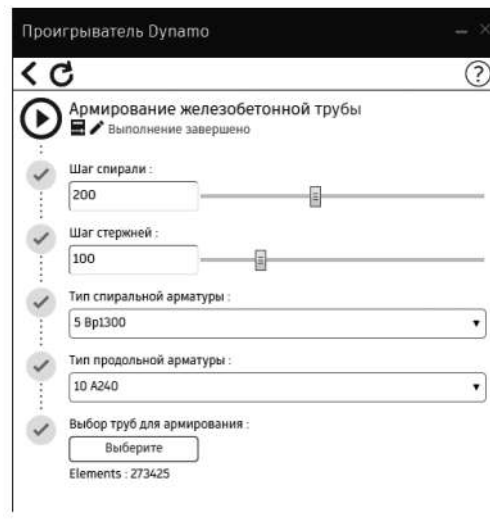 Проигрыватель Dynamo
?
Армирование железобетонной трубы
Выполнение завершено
Шаг спирали :
200
Шаг стержней :
100
Тип спиральной арматуры :
5 Вр1300
Тип продольной арматуры :
10 А240
Выбор труб для армирования :
Выберите
Elements : 273425